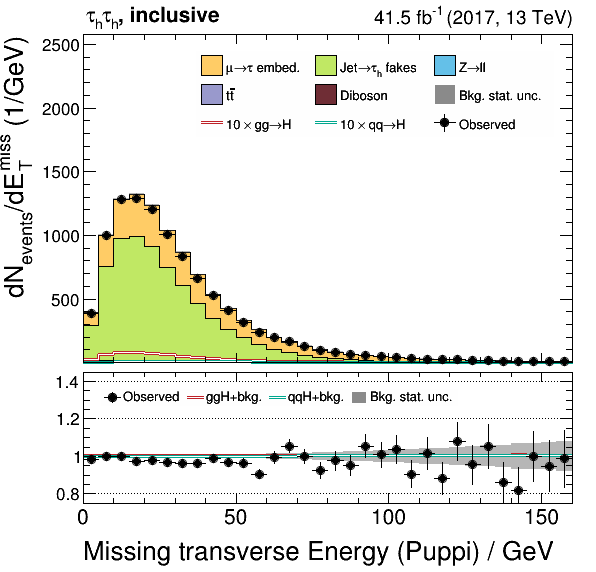 τhτh, inclusive 41.5 fb⁻¹ (2017, 13 TeV)
dNevents/dETmiss (1/GeV)
2500
2000
1500
1000
500
μ→τ embed. Jet→τh fakes Z→ll
tt̄ Diboson Bkg. stat. unc.
10 × gg→H 10 × qq→H Observed
1.4
1.2
1
0.8
Observed ggH+bkg. qqH+bkg. Bkg. stat. unc.
0 50 100 150
Missing transverse Energy (Puppi) / GeV